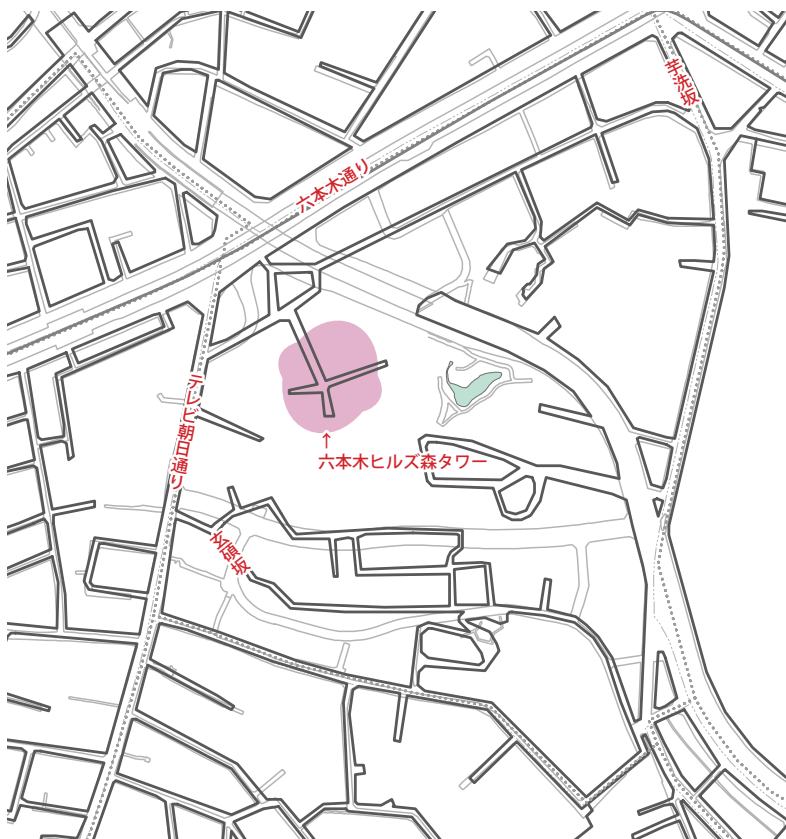 芋洗坂
六本木通り
テレビ朝日通り
↑
六本木ヒルズ森タワー
玄碩坂